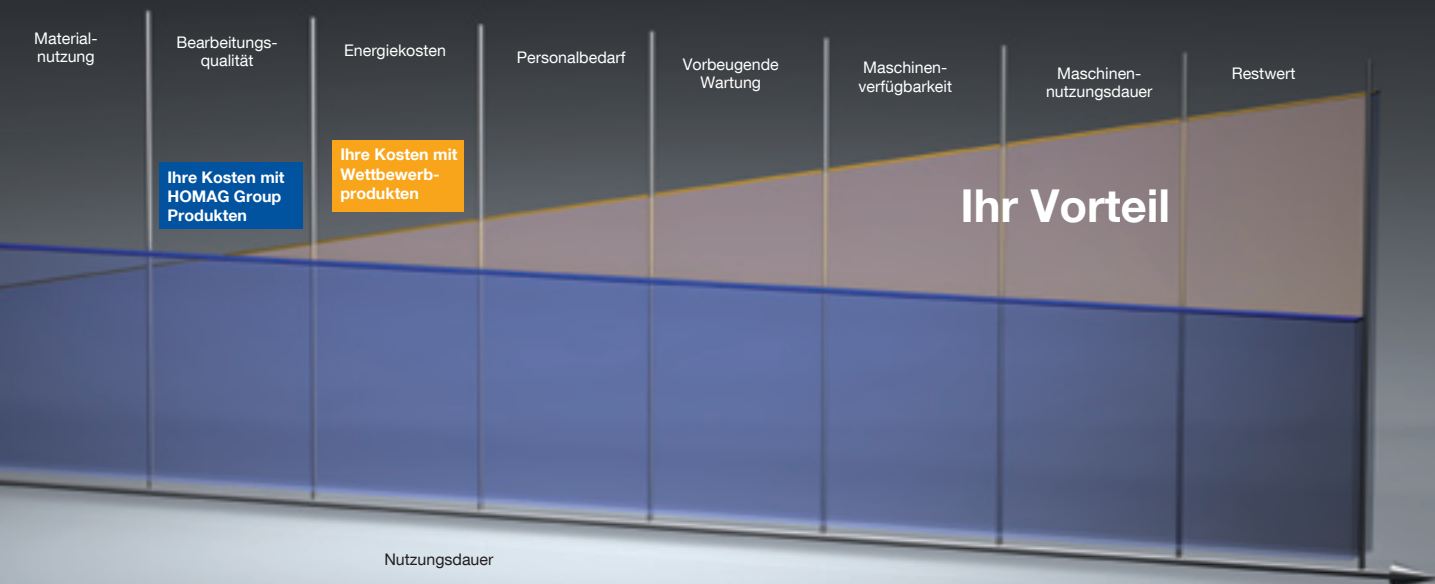 Material-
nutzung
Bearbeitungs-
qualität
Energiekosten
Personalbedarf
Vorbeugende
Wartung
Maschinen-
verfügbarkeit
Maschinen-
nutzungsdauer
Restwert
Ihre Kosten mit
HOMAG Group
Produkten
Ihre Kosten mit
Wettbewerb-
produkten
Ihr Vorteil
Nutzungsdauer